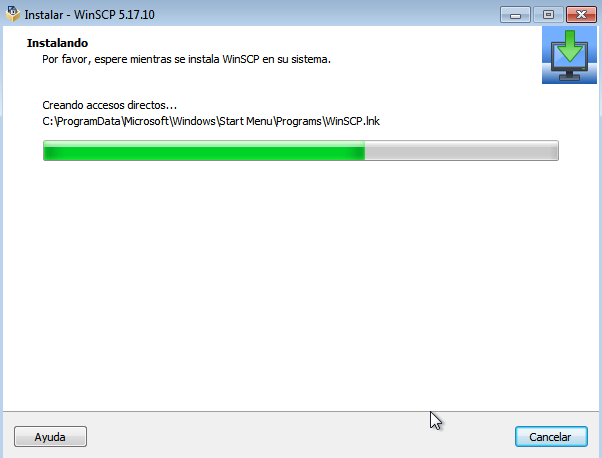 Instalar - WinSCP 5.17.10
Instalando
Por favor, espere mientras se instala WinSCP en su sistema.
Creando accesos directos...
C:\ProgramData\Microsoft\Windows\Start Menu\Programs\WinSCP.lnk
Ayuda
Cancelar